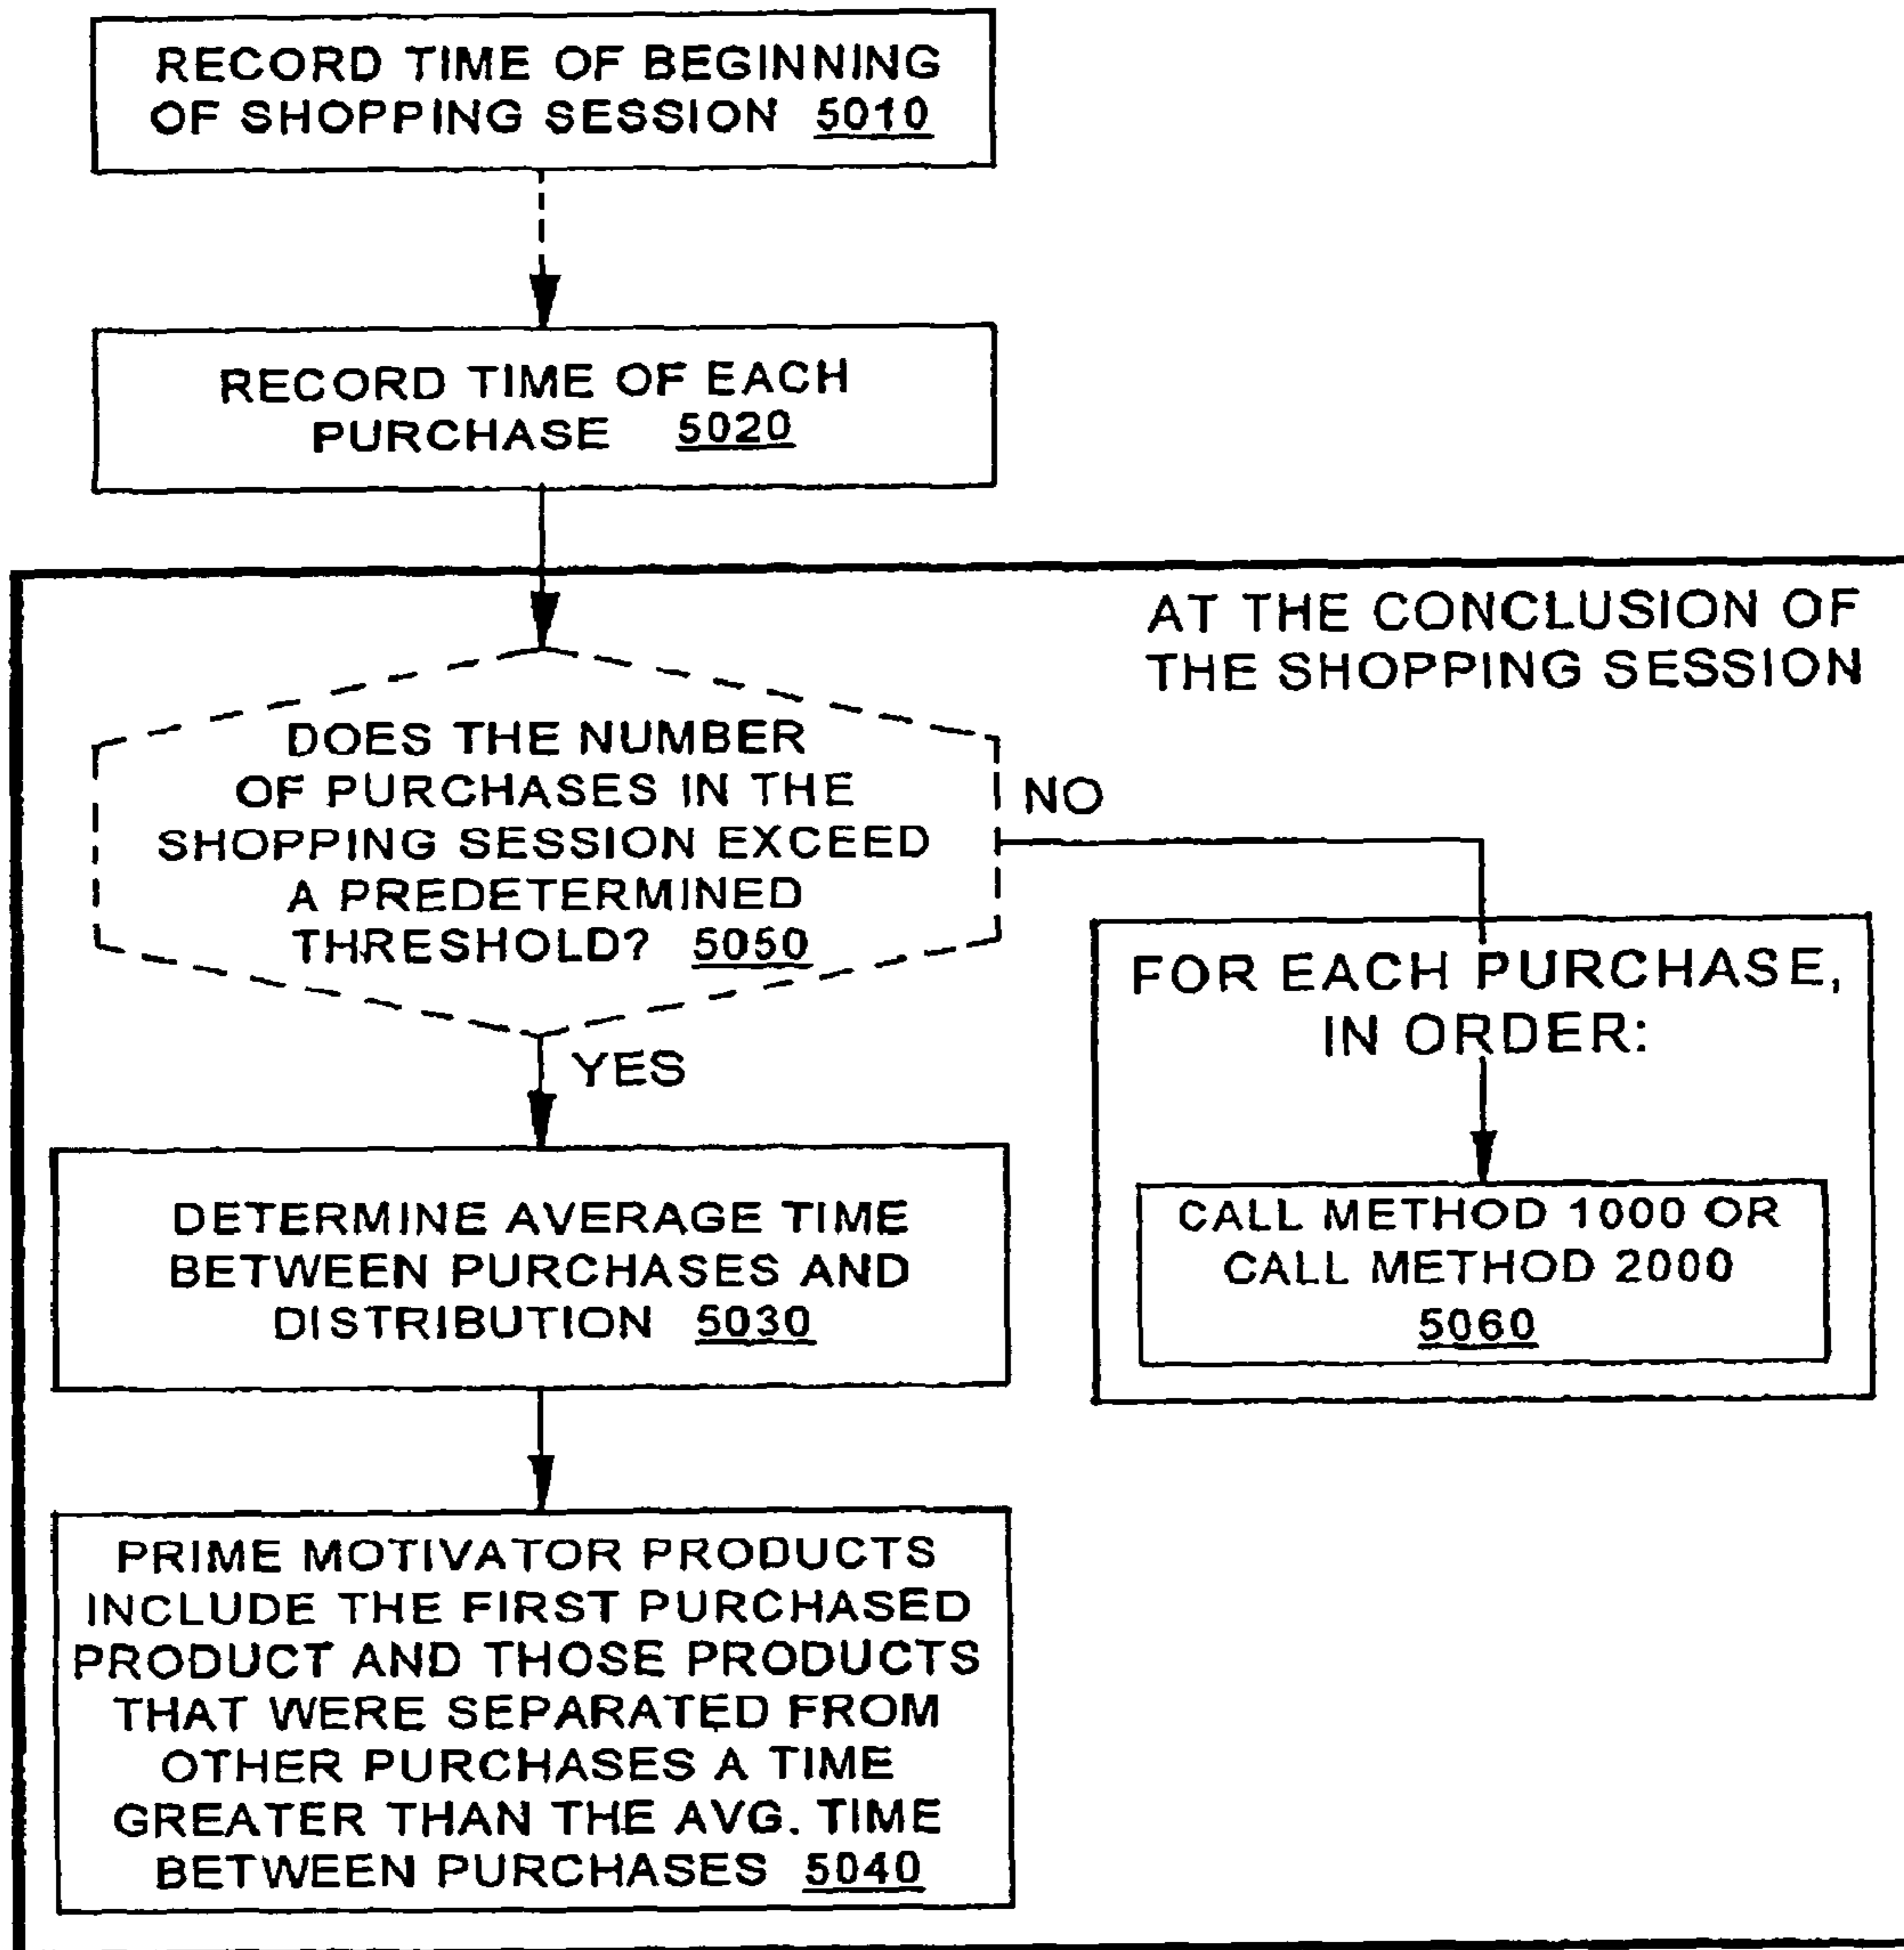 RECORD TIME OF BEGINNING
OF SHOPPING SESSION 5010
RECORD TIME OF EACH
PURCHASE 5020
AT THE CONCLUSION OF
THE SHOPPING SESSION
DOES THE NUMBER
OF PURCHASES IN THE
SHOPPING SESSION EXCEED
A PREDETERMINED
THRESHOLD? 5050
NO
YES
FOR EACH PURCHASE,
IN ORDER:
CALL METHOD 1000 OR
CALL METHOD 2000
5060
DETERMINE AVERAGE TIME
BETWEEN PURCHASES AND
DISTRIBUTION 5030
PRIME MOTIVATOR PRODUCTS
INCLUDE THE FIRST PURCHASED
PRODUCT AND THOSE PRODUCTS
THAT WERE SEPARATED FROM
OTHER PURCHASES A TIME
GREATER THAN THE AVG. TIME
BETWEEN PURCHASES 5040